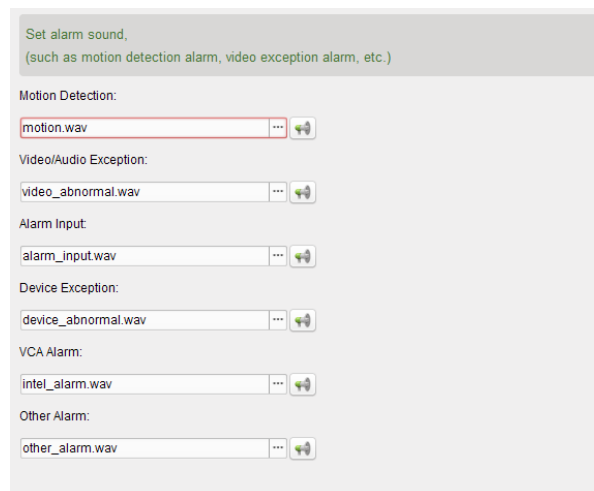 Set alarm sound,
(such as motion detection alarm, video exception alarm, etc.)
Motion Detection:
motion.wav
Video/Audio Exception:
video_abnormal.wav
Alarm Input:
alarm_input.wav
Device Exception:
device_abnormal.wav
VCA Alarm:
intel_alarm.wav
Other Alarm:
other_alarm.wav